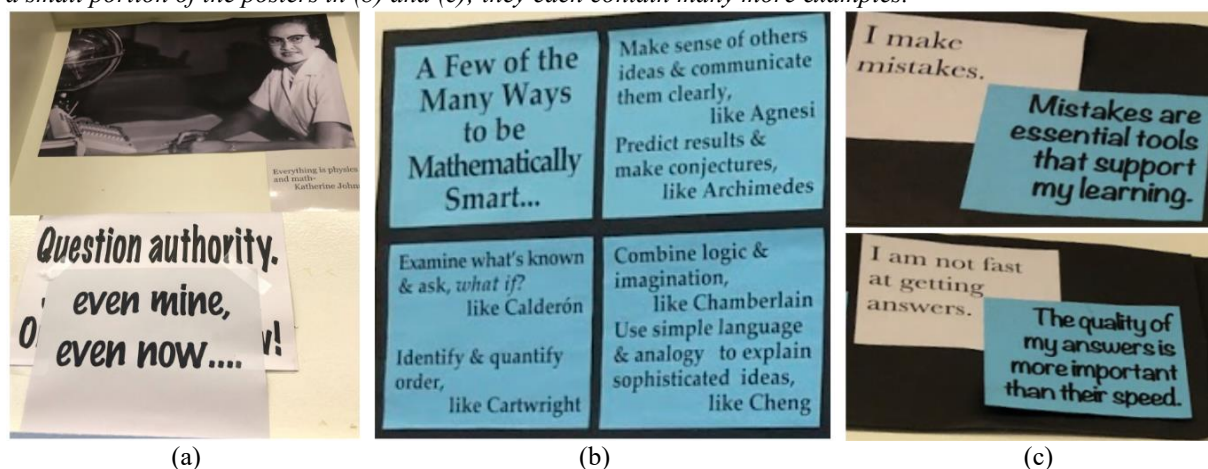 a small portion of the posters in (b) and (c); they each contain many more examples.
Everything is physics
and math-
Katherine John
Question authority.
even mine,
even now....
A Few of the
Many Ways
to be
Mathematically
Smart...
Make sense of others
ideas & communicate
them clearly,
like Agnesi
Predict results &
make conjectures,
like Archimedes
Examine what's known
& ask, what if?
like Calderón
Identify & quantify
order,
like Cartwright
Combine logic &
imagination,
like Chamberlain
Use simple language
& analogy to explain
sophisticated ideas,
like Cheng
I make
mistakes.
Mistakes are
essential tools
that support
my learning.
I am not fast
at getting
answers.
The quality of
my answers is
more important
than their speed.
(a)
(b)
(c)